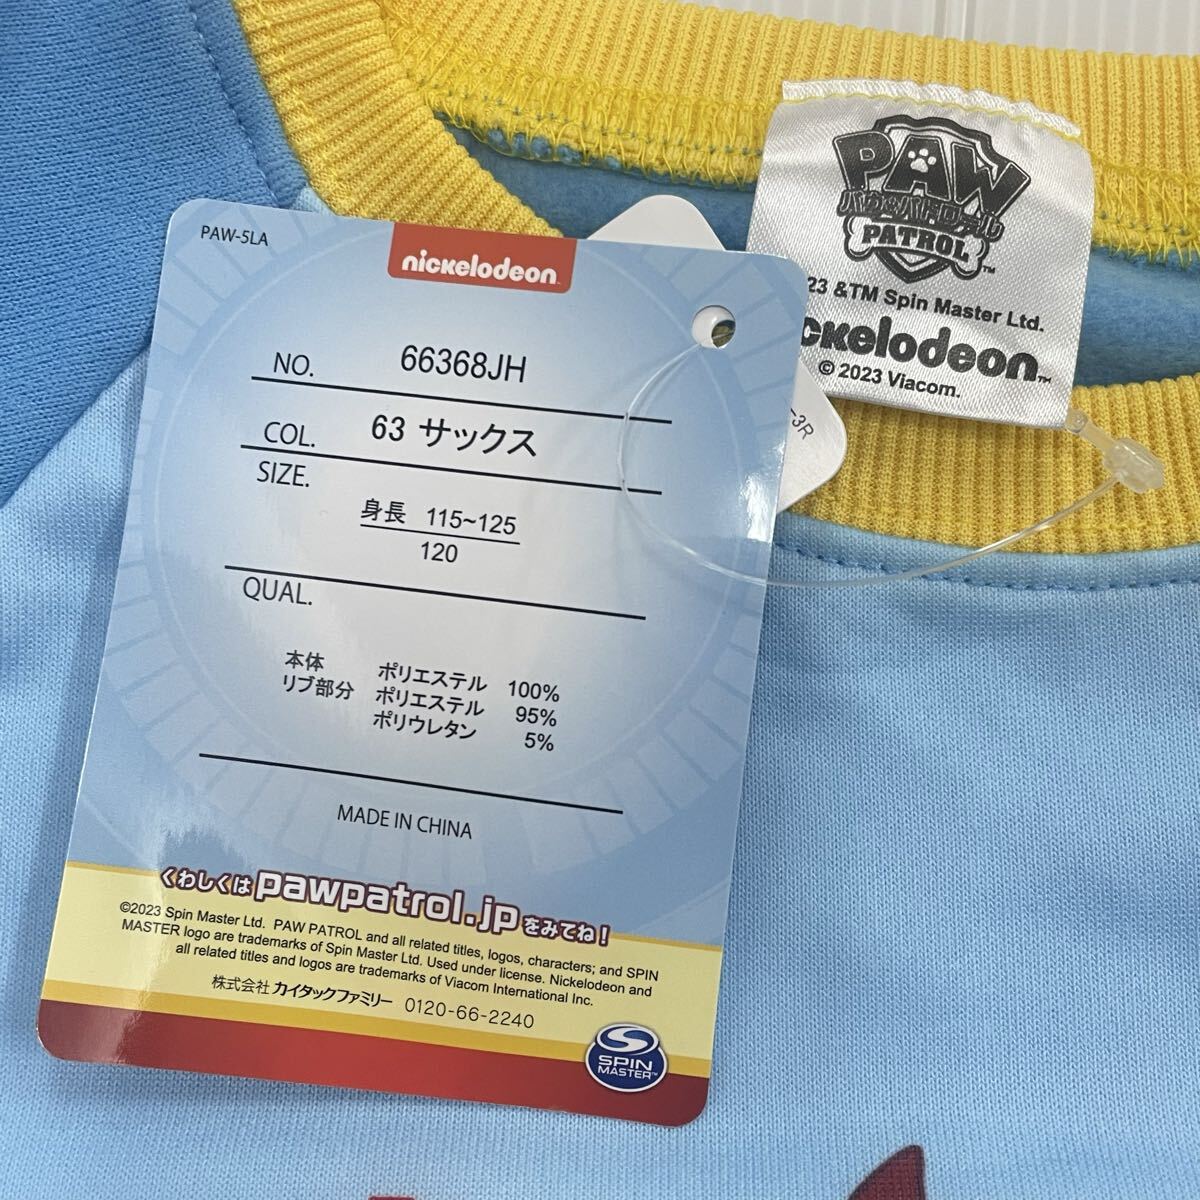 PAW-5LA
nickelodeon
NO. 66368JH
COL. 63 サックス
SIZE.
身長 115~125
120
QUAL.
本体 ポリエステル 100%
リブ部分 ポリエステル 95%
ポリウレタン 5%
MADE IN CHINA
くわしくは pawpatrol.jp をみてね!
©2023 Spin Master Ltd. PAW PATROL and all related titles, logos, characters; and SPIN
MASTER logo are trademarks of Spin Master Ltd. Used under license. Nickelodeon and
all related titles and logos are trademarks of Viacom International Inc.
株式会社 カイタックファミリー 0120-66-2240
SPIN
MASTER™
PAW
パウ・パトロール
PATROL™
23 &TM Spin Master Ltd.
ckelodeon™
© 2023 Viacom.
-3R